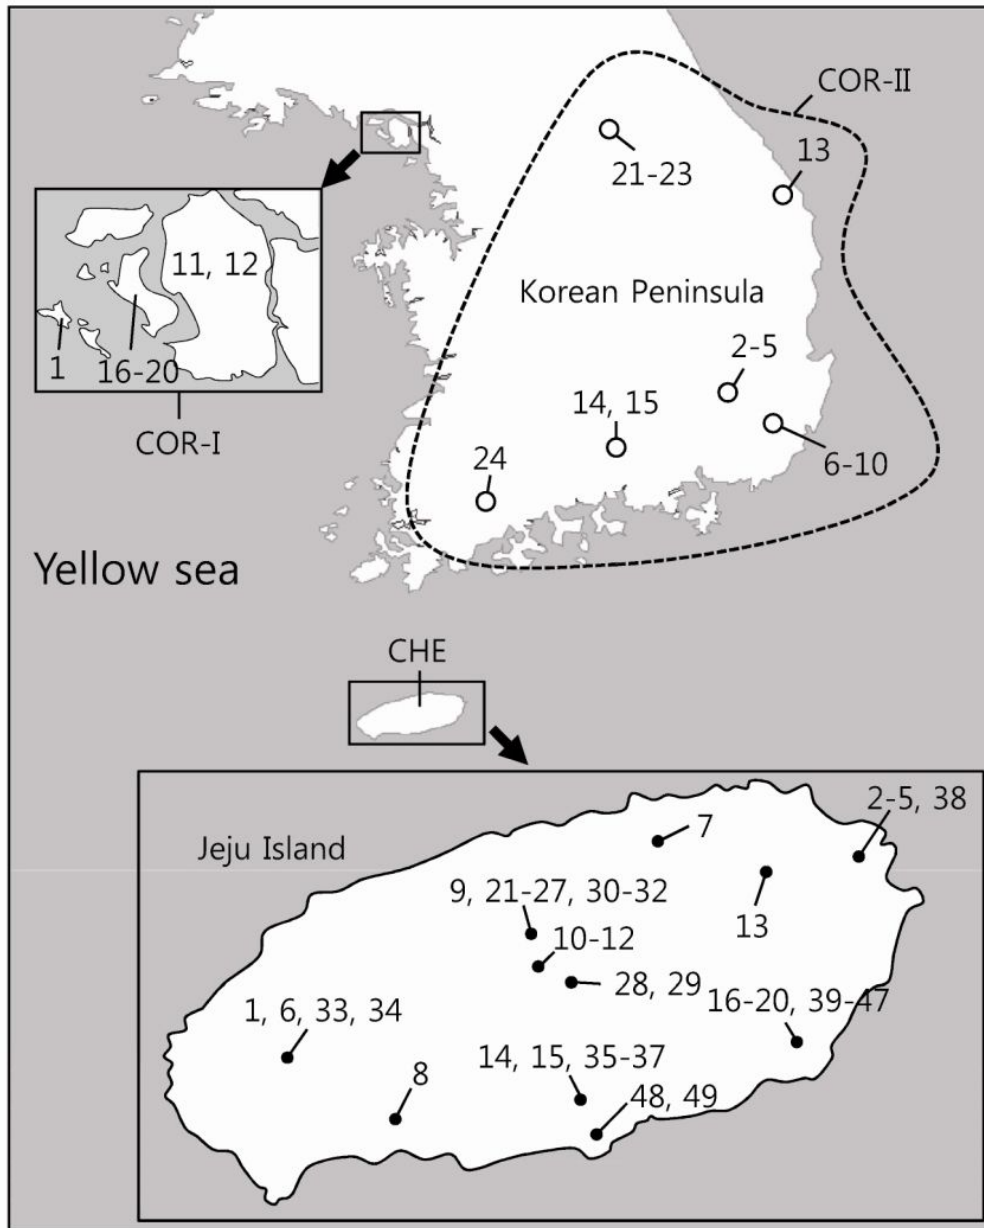 COR-II
13
21-23
11, 12
Korean Peninsula
1
16-20
2-5
14, 15
COR-I
24
6-10
Yellow sea
CHE
2-5, 38
7
Jeju Island
9, 21-27, 30-32
13
10-12
28, 29
16-20, 39-47
1, 6, 33, 34
14, 15, 35-37
8
48, 49